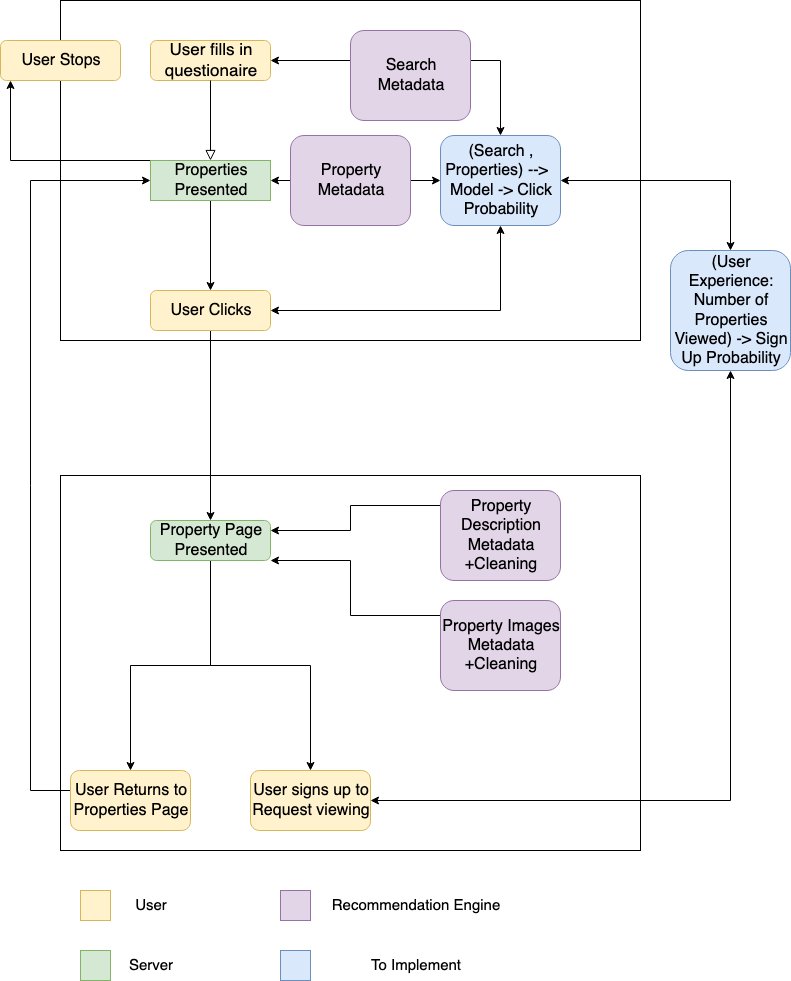 User Stops
User fills in
questionaire
Search
Metadata
Properties
Presented
Property
Metadata
(Search ,
Properties) -->
Model -> Click
Probability
(User
Experience:
Number of
Properties
Viewed) -> Sign
Up Probability
User Clicks
Property Page
Presented
Property
Description
Metadata
+Cleaning
Property Images
Metadata
+Cleaning
User Returns to
Properties Page
User signs up to
Request viewing
User
Recommendation Engine
Server
To Implement